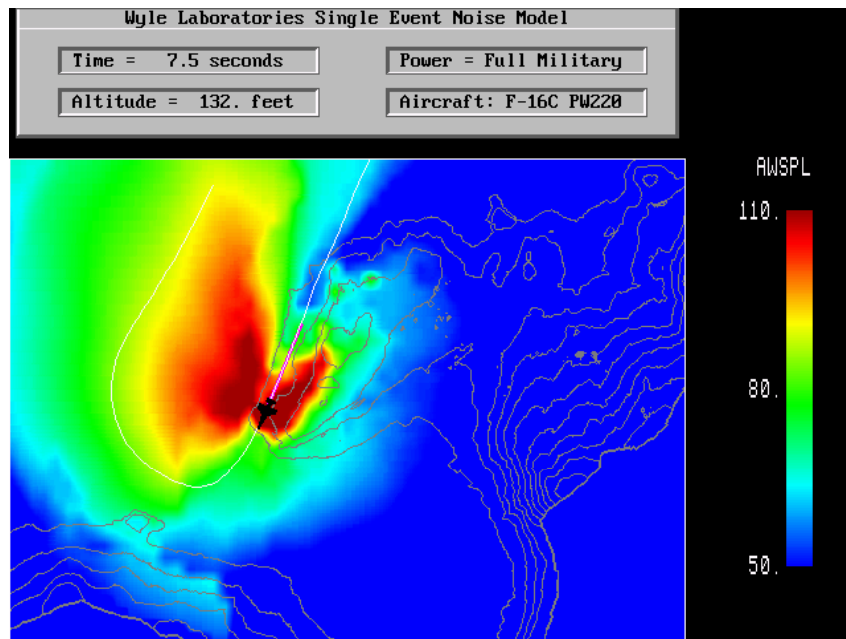 Wyle Laboratories Single Event Noise Model
Time =   7.5 seconds
Power = Full Military
Altitude =  132. feet
Aircraft: F-16C PW220
AWSPL
110.
80.
50.